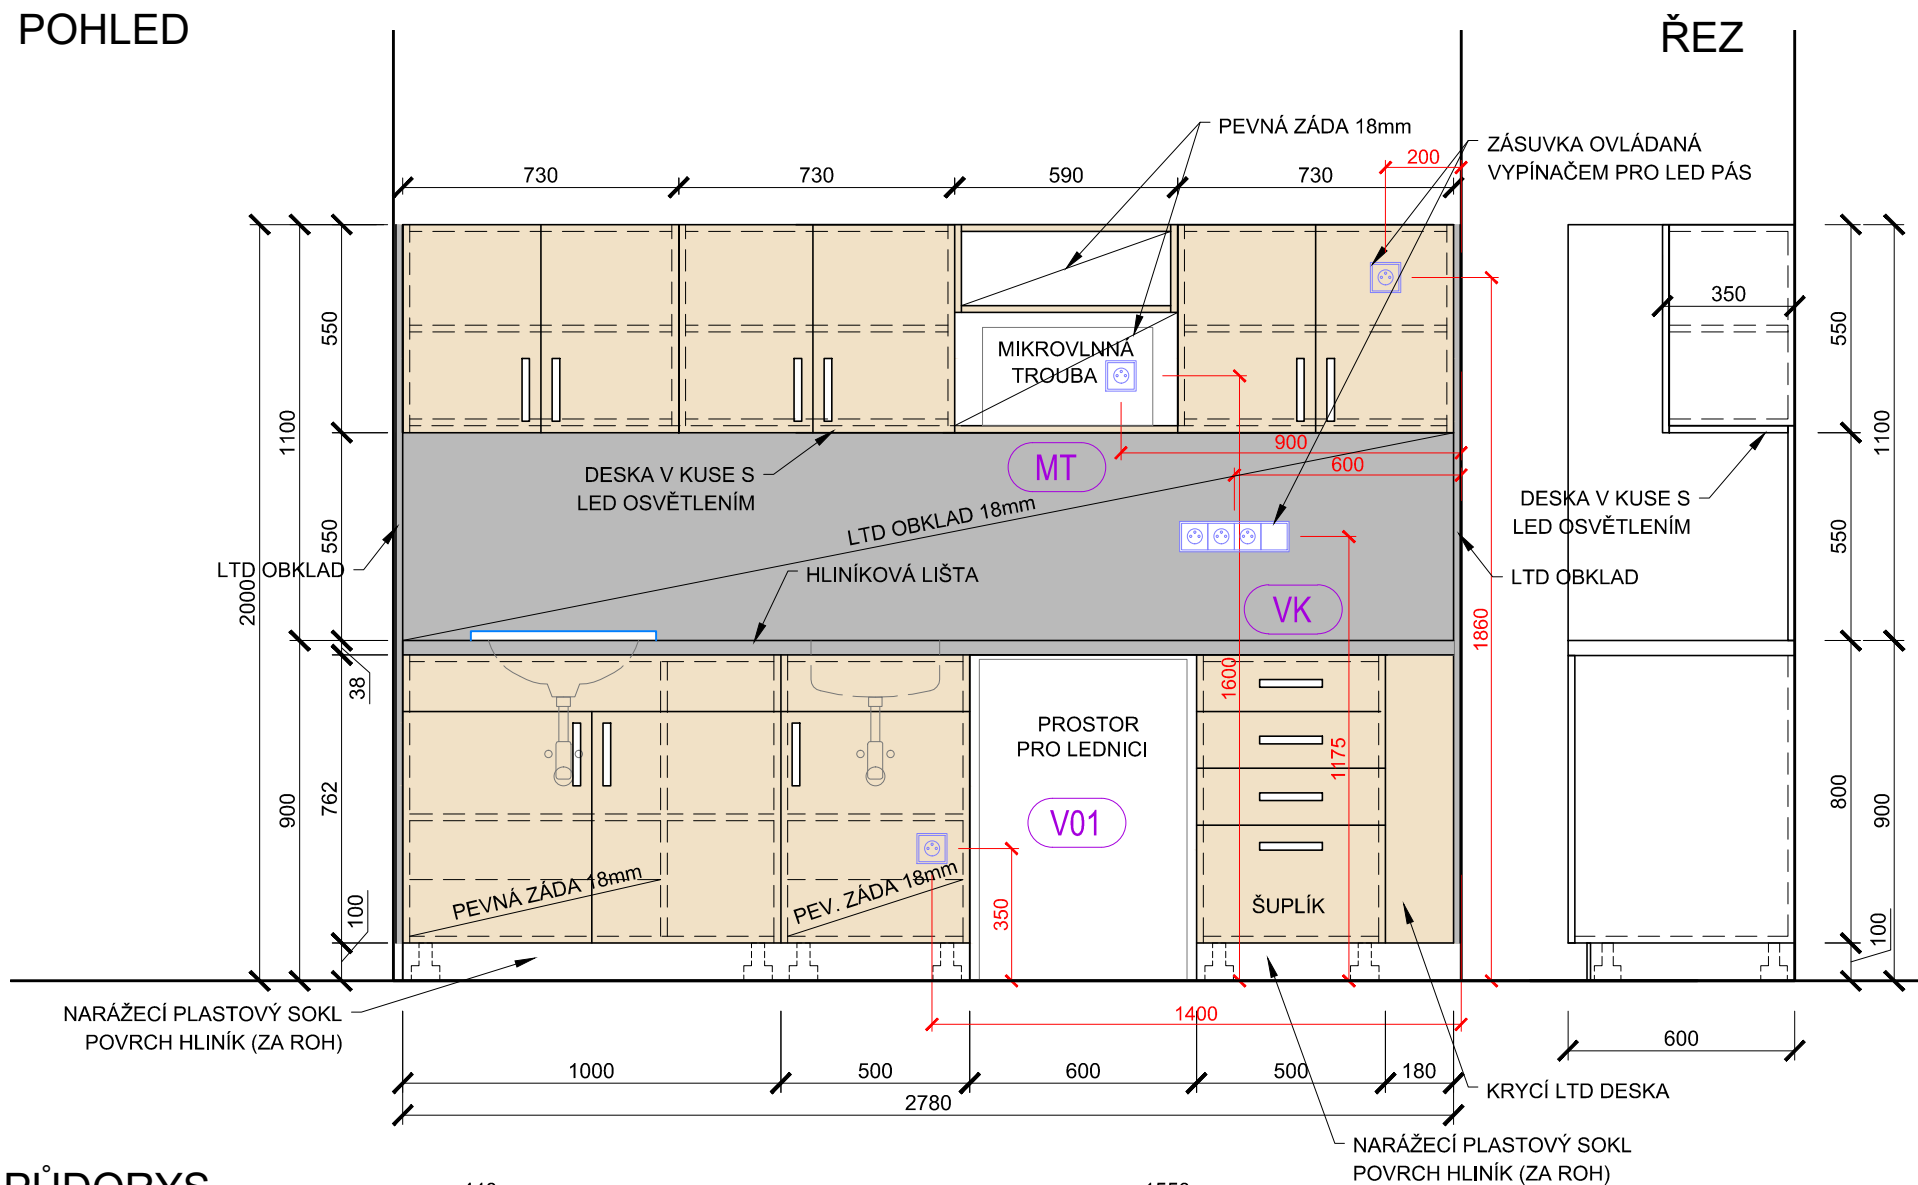 POHLED
ŘEZ
PEVNÁ ZÁDA 18mm
ZÁSUVKA OVLÁDANÁ
VYPÍNAČEM PRO LED PÁS
200
730
730
590
730
350
550
550
MIKROVLNNÁ
TROUBA
1100
1100
900
600
MT
DESKA V KUSE S
LED OSVĚTLENÍM
DESKA V KUSE S
LED OSVĚTLENÍM
LTD OBKLAD 18mm
550
550
LTD OBKLAD
HLINÍKOVÁ LIŠTA
LTD OBKLAD
2000
VK
1860
38
1600
PROSTOR
PRO LEDNICI
1175
762
900
800
900
V01
PEVNÁ ZÁDA 18mm
PEV. ZÁDA 18mm
350
ŠUPLÍK
100
100
NARÁŽECÍ PLASTOVÝ SOKL
POVRCH HLINÍK (ZA ROH)
1400
600
1000
500
600
500
180
2780
KRYCÍ LTD DESKA
NARÁŽECÍ PLASTOVÝ SOKL
POVRCH HLINÍK (ZA ROH)
PŮDORYS
1550